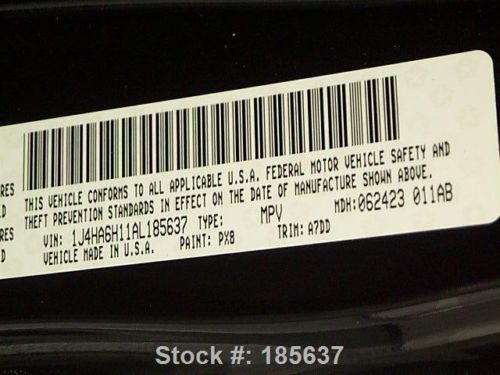 RES THIS VEHICLE CONFORMS TO ALL APPLICABLE U.S.A. FEDERAL MOTOR VEHICLE SAFETY AND
D THEFT PREVENTION STANDARDS IN EFFECT ON THE DATE OF MANUFACTURE SHOWN ABOVE.
RES VIN: 1J4HA6H11AL185637 TYPE: MPV MDH: 062423 011AB
D VEHICLE MADE IN U.S.A. PAINT: PX8 TRIM: A7DD
Stock #: 185637